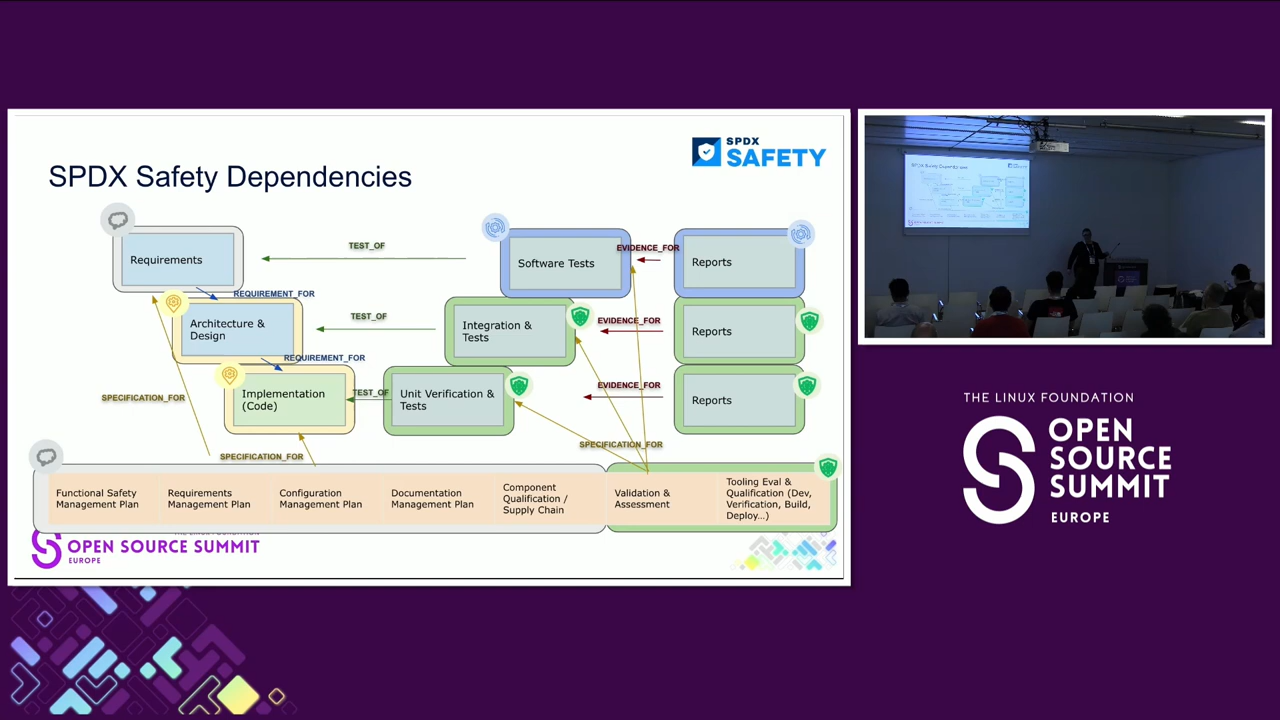 SPDX Safety Dependencies
SPDX
SAFETY
Requirements
TEST_OF
Software Tests
EVIDENCE_FOR
Reports
REQUIREMENT_FOR
Architecture &
Design
TEST_OF
Integration &
Tests
EVIDENCE_FOR
Reports
REQUIREMENT_FOR
Implementation
(Code)
TEST_OF
Unit Verification &
Tests
EVIDENCE_FOR
Reports
SPECIFICATION_FOR
SPECIFICATION_FOR
SPECIFICATION_FOR
Functional Safety
Management Plan
Requirements
Management Plan
Configuration
Management Plan
Documentation
Management Plan
Component
Qualification /
Supply Chain
Validation &
Assessment
Tooling Eval &
Qualification (Dev,
Verification, Build,
Deploy...)
OPEN SOURCE SUMMIT
EUROPE
SPDX Safety Dependencies
THE LINUX FOUNDATION
OPEN
SOURCE
SUMMIT
EUROPE